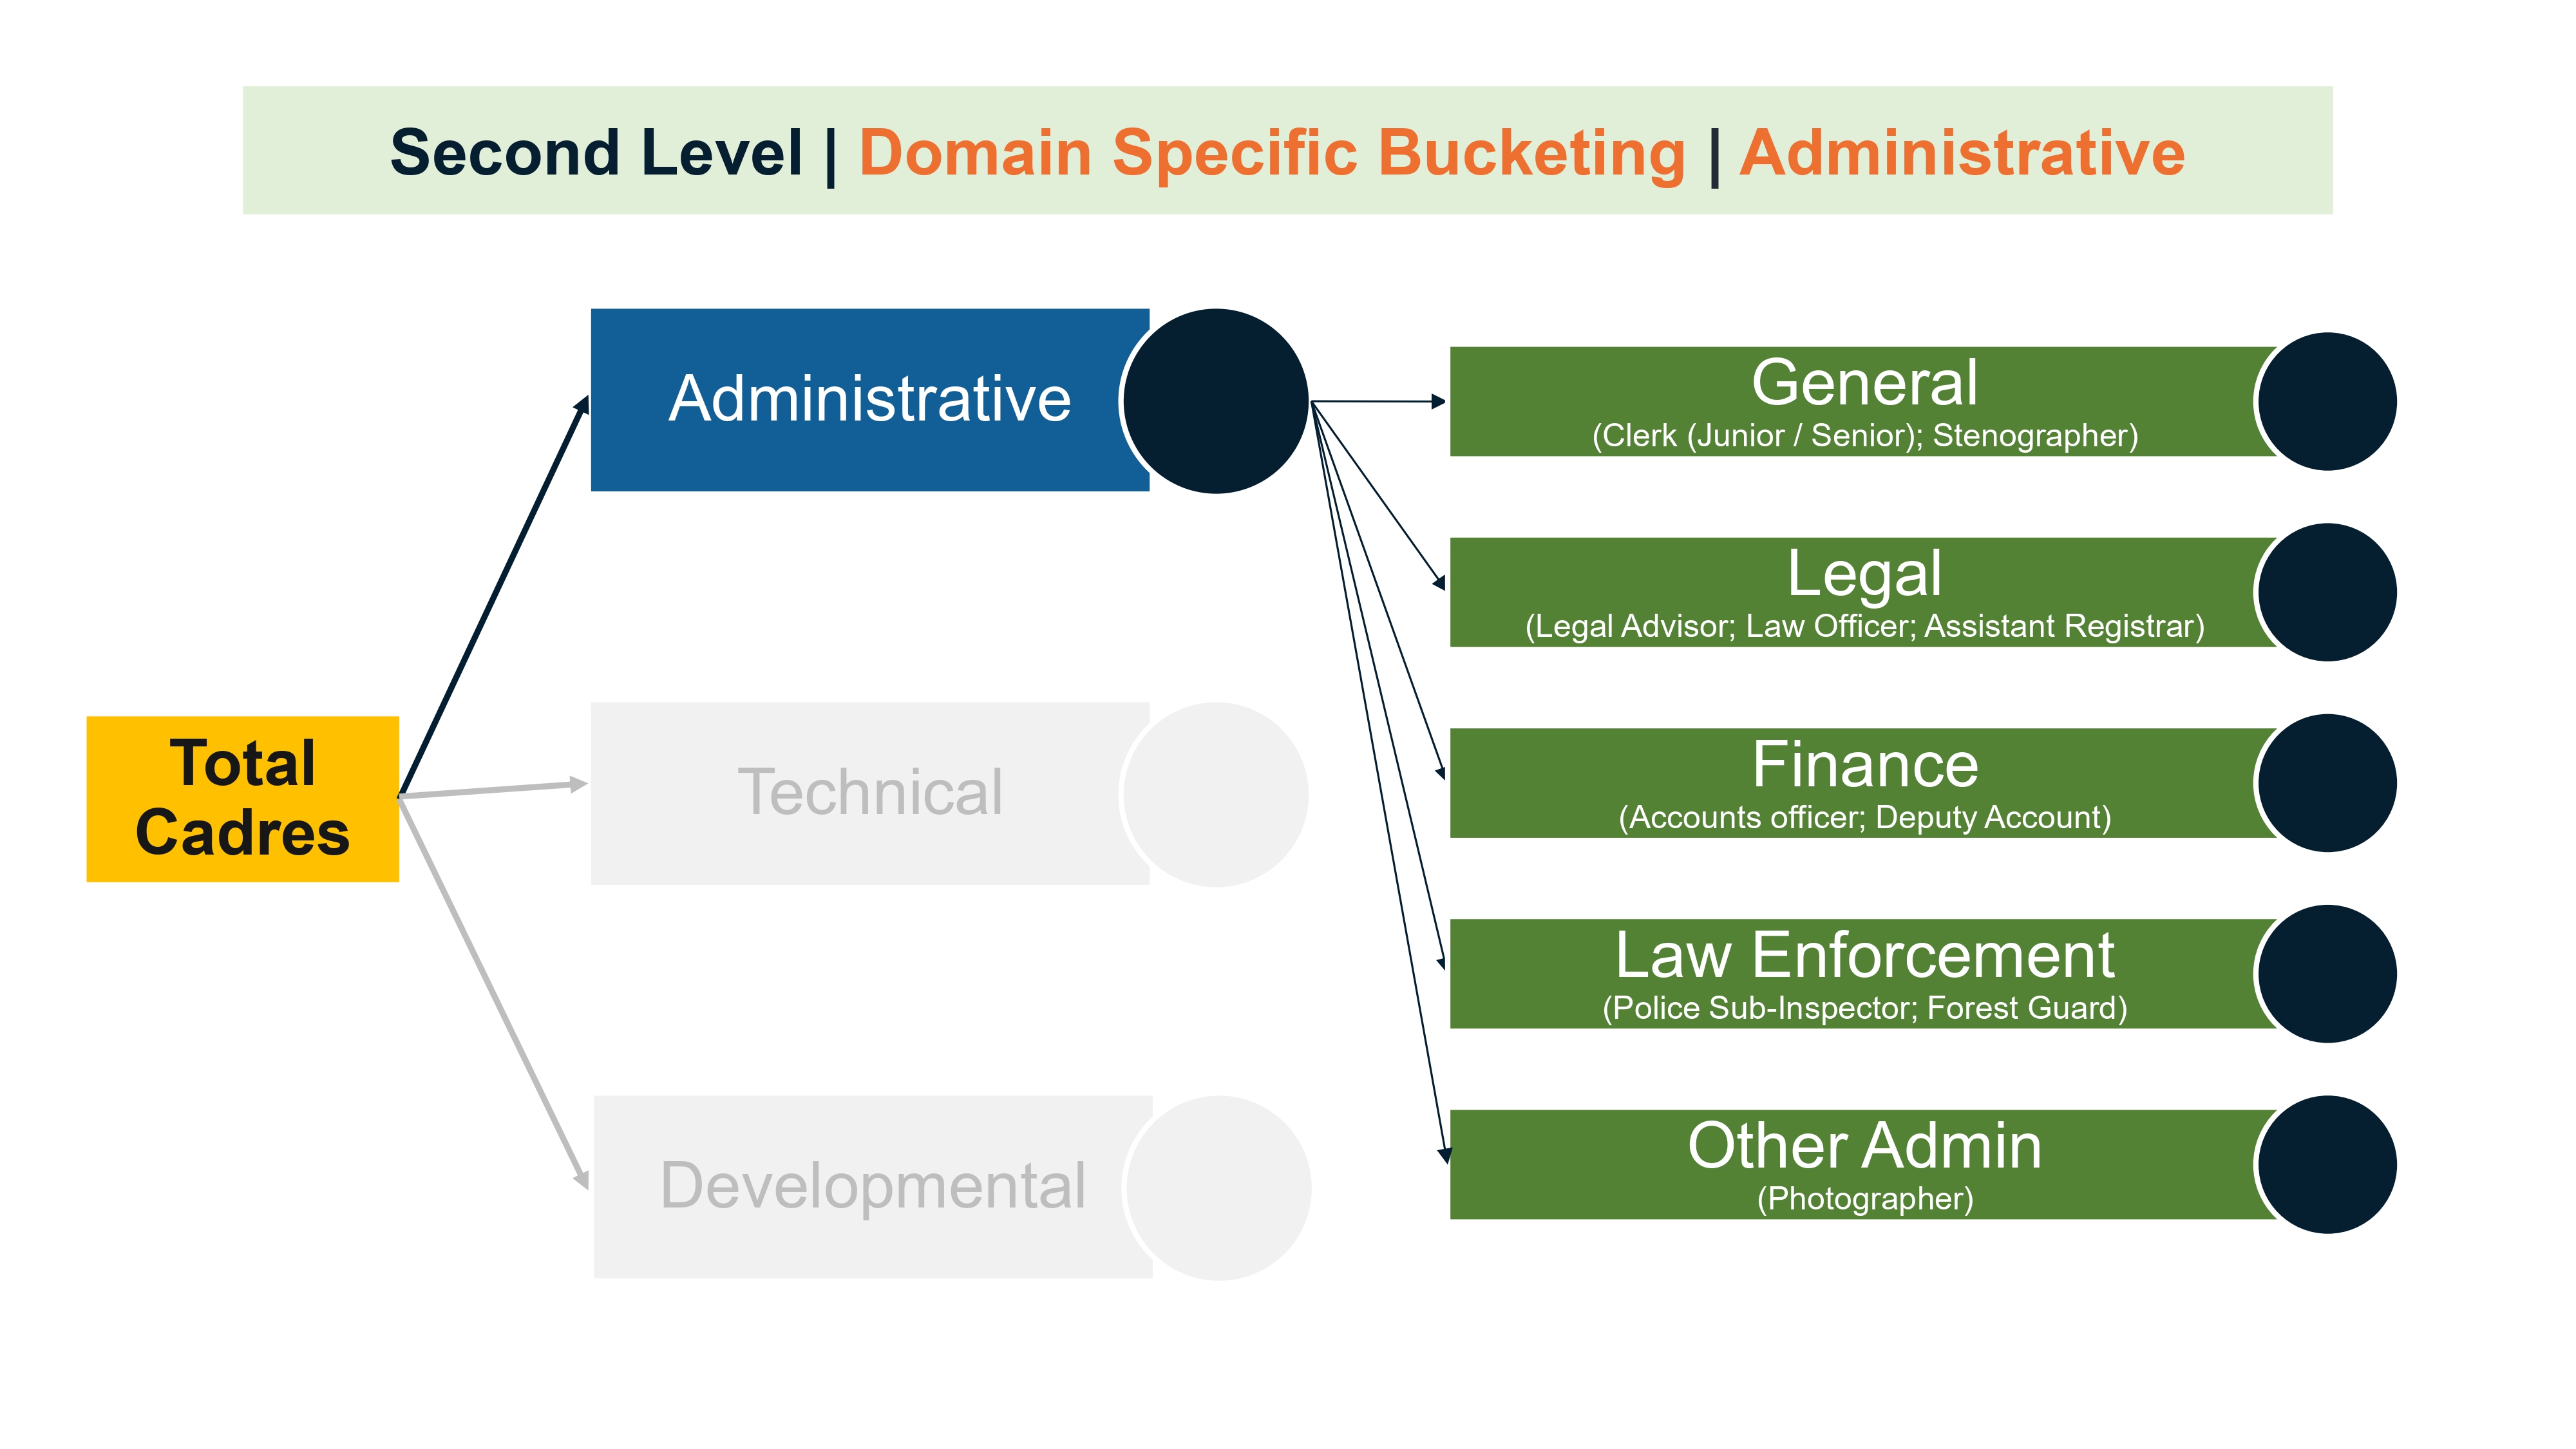 Second Level | Domain Specific Bucketing | Administrative
Total
Cadres
Administrative
Technical
Developmental
General
(Clerk (Junior / Senior); Stenographer)
Legal
(Legal Advisor; Law Officer; Assistant Registrar)
Finance
(Accounts officer; Deputy Account)
Law Enforcement
(Police Sub-Inspector; Forest Guard)
Other Admin
(Photographer)